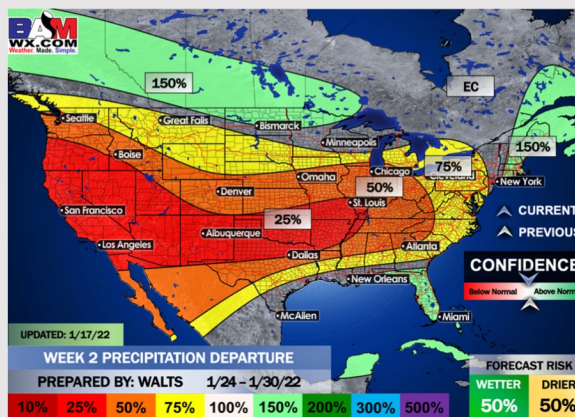 BAM
WX.COM
Weather. Made. Simple.
150%
EC
Seattle
Great Falls
Bismarck
150%
Minneapolis
Boise
75%
Chicago
Cleveland
New York
Omaha
50%
Denver
St. Louis
San Francisco
25%
CURRENT
Albuquerque
PREVIOUS
Los Angeles
Atlanta
Dallas
CONFIDENCE
New Orleans
Below Normal
Above Norm
McAllen
Miami
UPDATED: 1/17/22
WEEK 2 PRECIPITATION DEPARTURE
FORECAST RISK
PREPARED BY: WALTS 1/24 – 1/30/22
WETTER
DRIER
50%
50%
10% 25% 50% 75% 100% 150% 200% 300% 500%